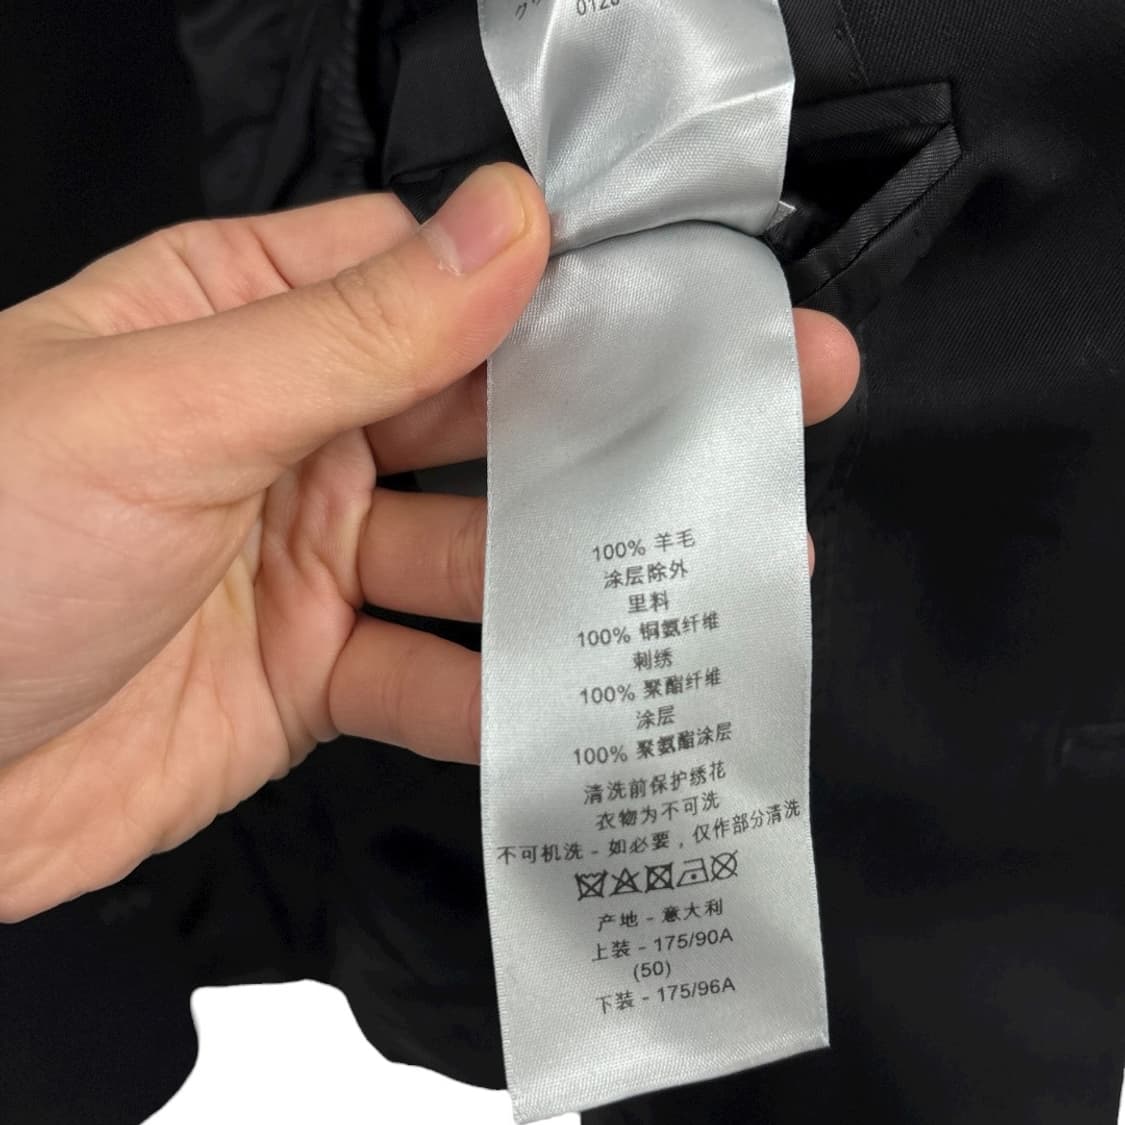 100% 羊毛
涂层除外
里料
100% 铜氨纤维
刺绣
100% 聚酯纤维
涂层
100% 聚氨酯涂层
清洗前保护绣花
衣物为不可洗
不可机洗 - 如必要，仅作部分清洗
产地 - 意大利
上装 - 175/90A
(50)
下装 - 175/96A